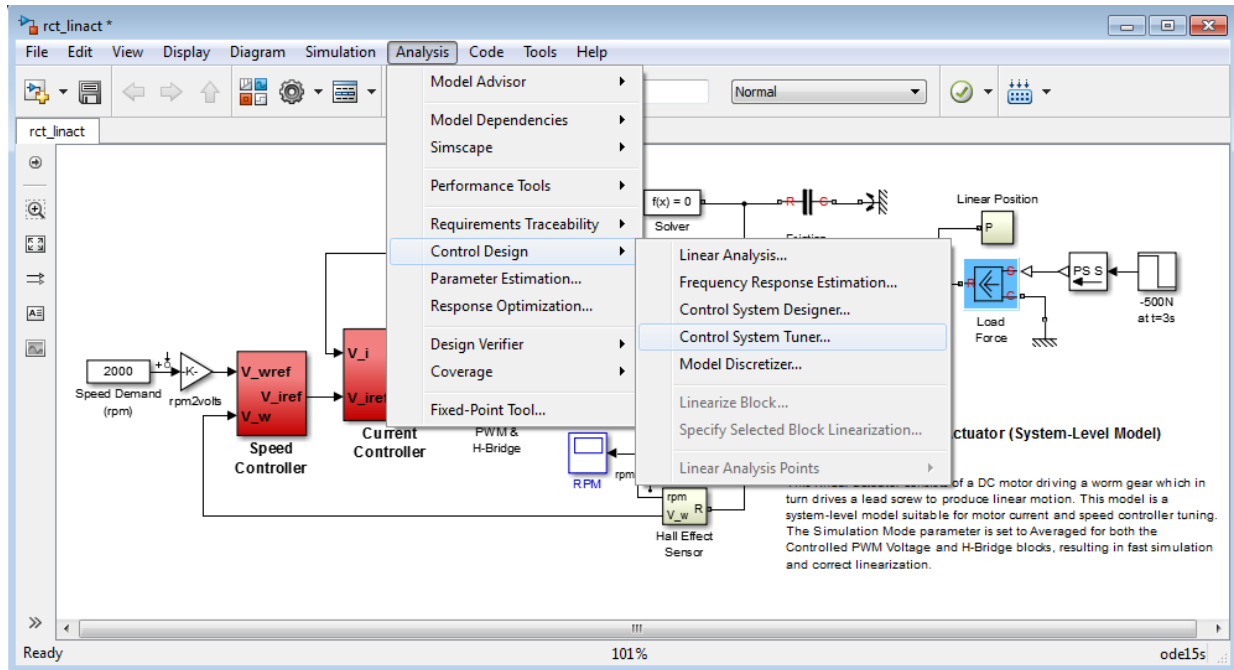 rct_linact *
File Edit View Display Diagram Simulation Analysis Code Tools Help
Normal
rct_linact
Model Advisor
Model Dependencies
Simscape
Performance Tools
Requirements Traceability
Control Design
Parameter Estimation...
Response Optimization...
Design Verifier
Coverage
Fixed-Point Tool...
Linear Analysis...
Frequency Response Estimation...
Control System Designer...
Control System Tuner...
Model Discretizer...
Linearize Block...
Specify Selected Block Linearization...
Linear Analysis Points
f(x) = 0
Solver
R C
Linear Position
P
R S C
Load
Force
PS S
-500N
at t=3s
2000
Speed Demand
(rpm)
-K-
rpm2volts
V_wref
V_iref
V_w
Speed
Controller
V_i
Current
Controller
PWM &
H-Bridge
RPM
rpm
rpm
V_w R
Hall Effect
Sensor
(System-Level Model)
of a DC motor driving a worm gear which in
turn drives a lead screw to produce linear motion. This model is a
system-level model suitable for motor current and speed controller tuning.
The Simulation Mode parameter is set to Averaged for both the
Controlled PWM Voltage and H-Bridge blocks, resulting in fast simulation
and correct linearization.
Ready
101%
ode15s